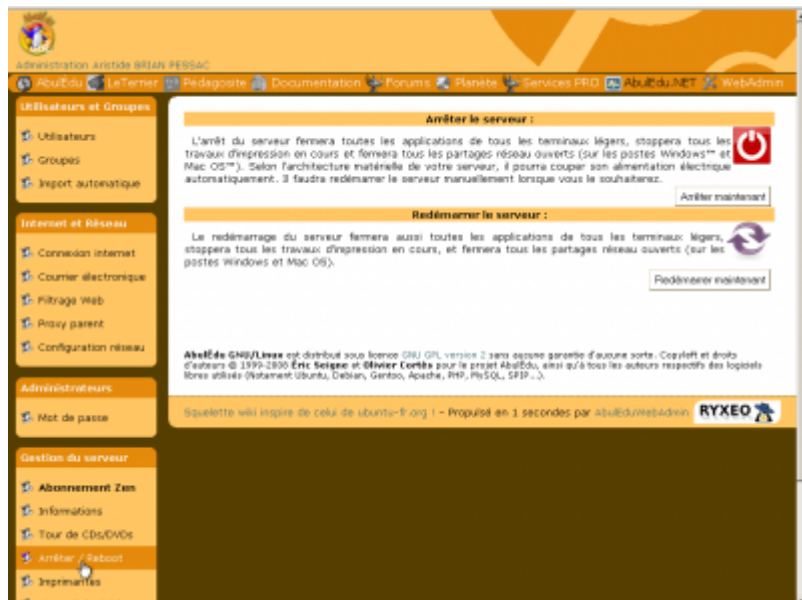 Administration Aristide BRIAN PESSAC
AbulÉdu LeTerrier Pédagosite Documentation Forums Planète Services PRO AbulEdu.NET WebAdmin
Utilisateurs et Groupes
Utilisateurs
Groupes
Import automatique
Internet et Réseau
Connexion internet
Courrier électronique
Filtrage Web
Proxy parent
Configuration réseau
Administrateurs
Mot de passe
Gestion du serveur
Abonnement Zen
Informations
Tour de CDs/DVDs
Arrêter / Reboot
Imprimantes
Arrêter le serveur :
L'arrêt du serveur fermera toutes les applications de tous les terminaux légers, stoppera tous les
travaux d'impression en cours et fermera tous les partages réseau ouverts (sur les postes Windows™ et
Mac OS™). Selon l'architecture matérielle de votre serveur, il pourra couper son alimentation électrique
automatiquement. Il faudra redémarrer le serveur manuellement lorsque vous le souhaiterez.
Arrêter maintenant
Redémarrer le serveur :
Le redémarrage du serveur fermera aussi toutes les applications de tous les terminaux légers,
stoppera tous les travaux d'impression en cours, et fermera tous les partages réseau ouverts (sur les
postes Windows et Mac OS).
Redémarrer maintenant
AbulÉdu GNU/Linux est distribué sous licence GNU GPL version 2 sans aucune garantie d'aucune sorte. Copyleft et droits
d'auteurs @ 1999-2008 Éric Seigne et Olivier Cortès pour le projet AbulÉdu, ainsi qu'à tous les auteurs respectifs des logiciels
libres utilisés (Notament Ubuntu, Debian, Gentoo, Apache, PHP, MySQL, SPIP...).
Squelette wiki inspire de celui de ubuntu-fr.org ! - Propulsé en 1 secondes par AbulEduWebAdmin RYXEO